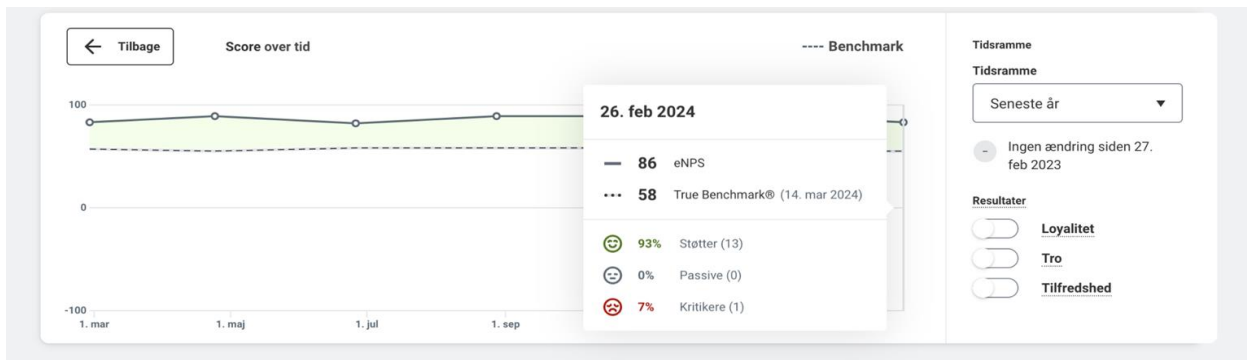 Tilbage
Score over tid
---- Benchmark
100
0
-100
1. mar
1. maj
1. jul
1. sep
26. feb 2024
86 eNPS
58 True Benchmark® (14. mar 2024)
93% Støtter (13)
0% Passive (0)
7% Kritikere (1)
Tidsramme
Tidsramme
Seneste år
- Ingen ændring siden 27.
feb 2023
Resultater
Loyalitet
Tro
Tilfredshed